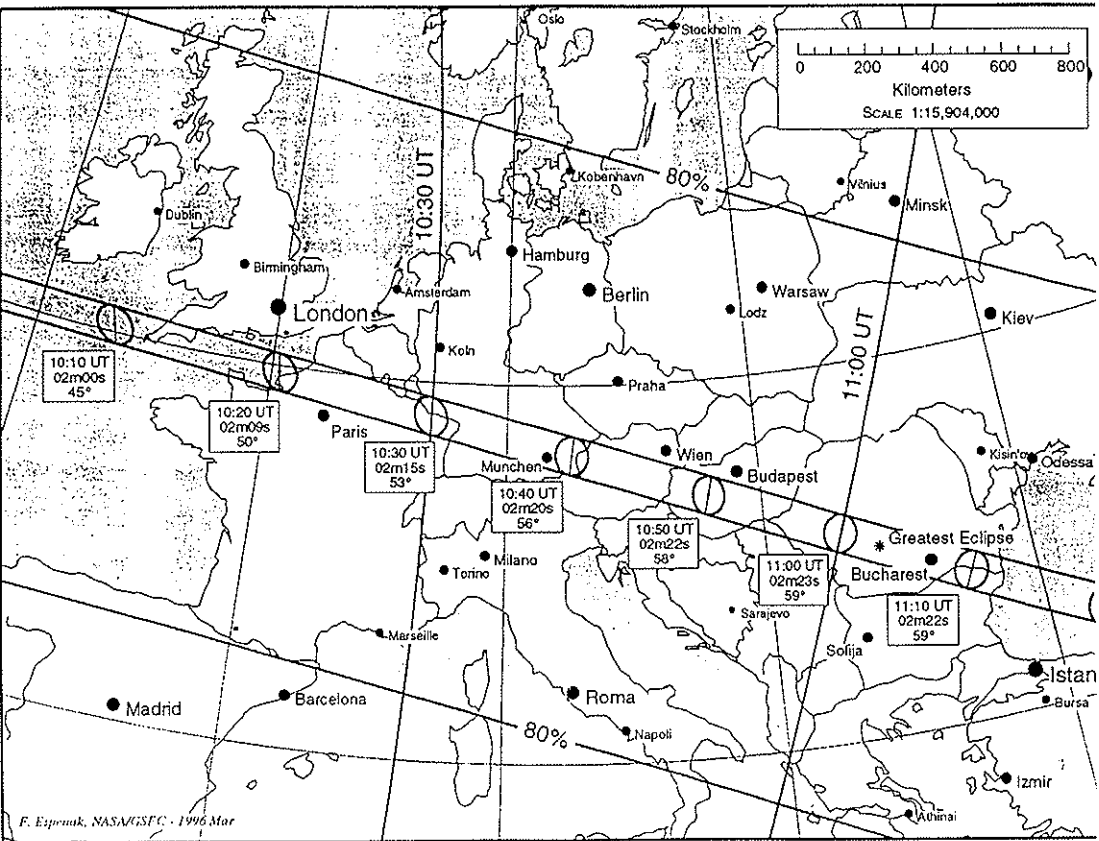 Oslo
Stockholm
0 200 400 600 800
Kilometers
SCALE 1:15,904,000
10:30 UT
Kobenhavn
80%
Vilnius
Minsk
Dublin
Hamburg
Birmingham
Amsterdam
Berlin
Warsaw
London
Lodz
Kiev
11:00 UT
Koln
10:10 UT
02m00s
45°
Praha
10:20 UT
02m09s
50°
Paris
10:30 UT
02m15s
53°
Munchen
Wien
Budapest
Odessa
10:40 UT
02m20s
56°
10:50 UT
02m22s
58°
Greatest Eclipse
11:00 UT
02m23s
59°
Bucharest
Milano
Torino
11:10 UT
02m22s
59°
Sarajevo
Marseille
Sofija
Istan
Madrid
Barcelona
Roma
Bursa
80%
Napoli
Izmir
Athinai
F. Espenak, NASA/GSFC - 1996 Mar